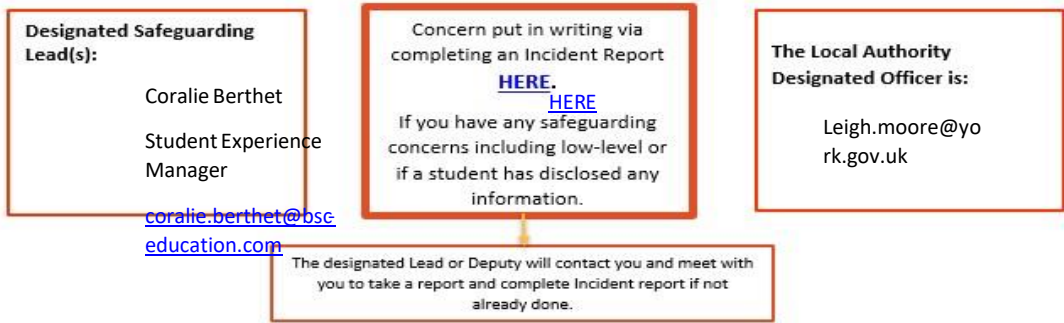 Designated Safeguarding
Lead(s):
Coralie Berthet
Student Experience
Manager
coralie.berthet@bsc-
education.com
Concern put in writing via
completing an Incident Report
HERE.
HERE
If you have any safeguarding
concerns including low-level or
if a student has disclosed any
information.
The Local Authority
Designated Officer is:
Leigh.moore@yo
rk.gov.uk
The designated Lead or Deputy will contact you and meet with
you to take a report and complete Incident report if not
already done.